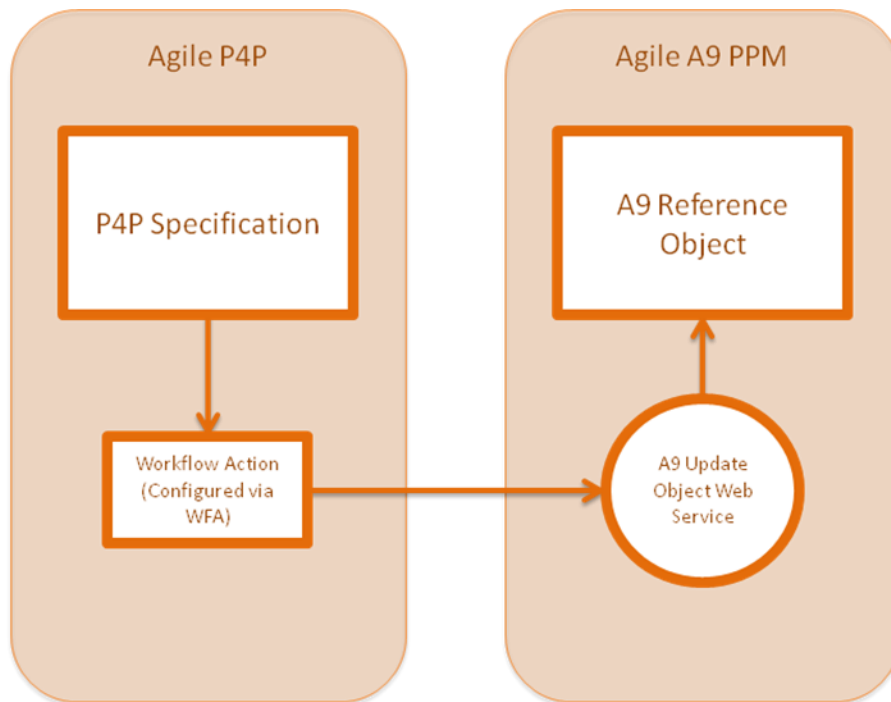 Agile P4P
Agile A9 PPM
P4P Specification
A9 Reference
Object
Workflow Action
(Configured via
WFA)
A9 Update
Object Web
Service